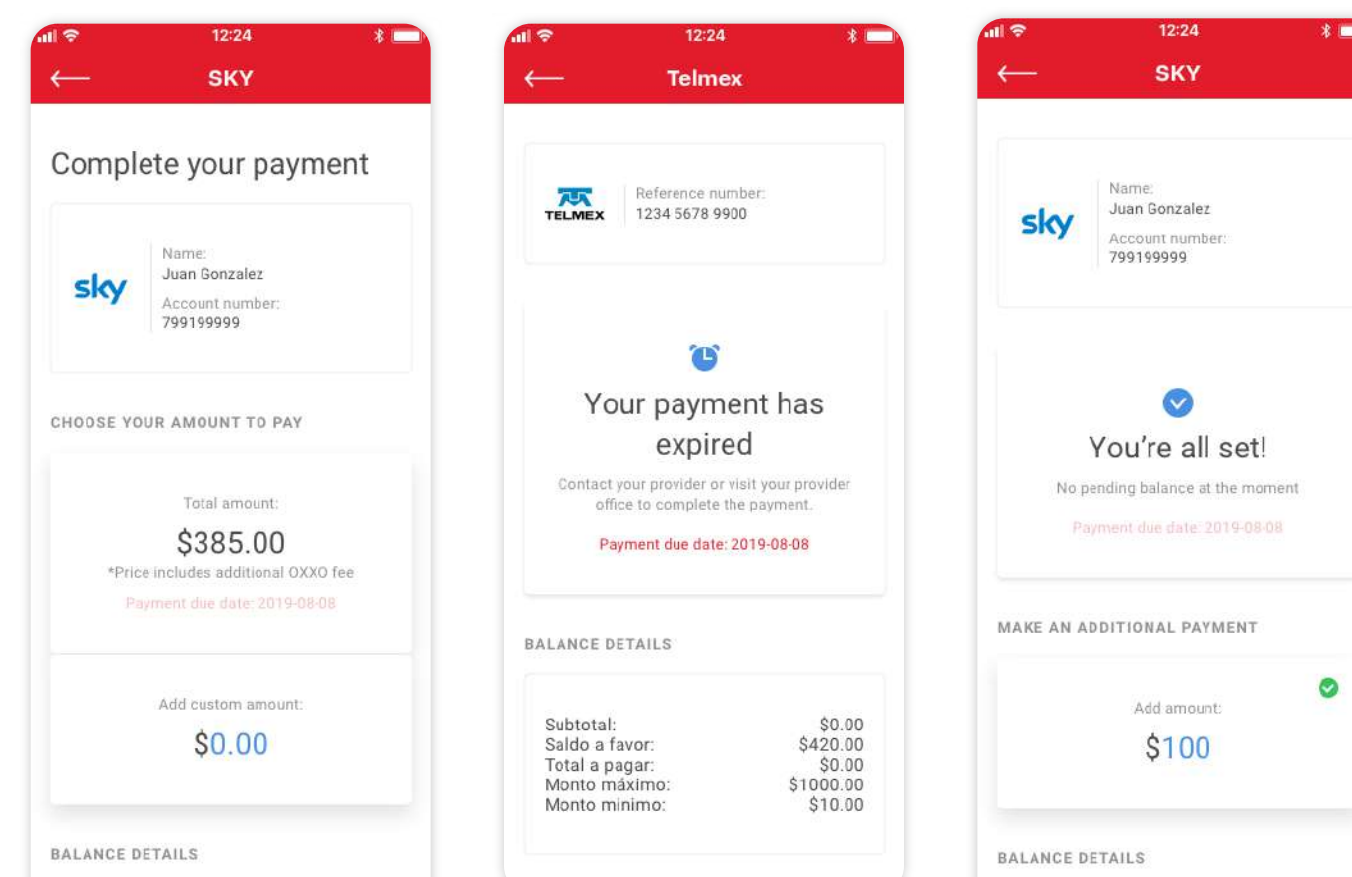 12:24
SKY
Complete your payment
sky
Name:
Juan Gonzalez
Account number:
799199999
CHOOSE YOUR AMOUNT TO PAY
Total amount:
$385.00
*Price includes additional OXXO fee
Payment due date: 2019-08-08
Add custom amount:
$0.00
BALANCE DETAILS
12:24
Telmex
TELMEX
Reference number:
1234 5678 9900
Your payment has
expired
Contact your provider or visit your provider
office to complete the payment.
Payment due date: 2019-08-08
BALANCE DETAILS
Subtotal: $0.00
Saldo a favor: $420.00
Total a pagar: $0.00
Monto máximo: $1000.00
Monto minimo: $10.00
12:24
SKY
sky
Name:
Juan Gonzalez
Account number:
799199999
You're all set!
No pending balance at the moment
Payment due date: 2019-08-08
MAKE AN ADDITIONAL PAYMENT
Add amount:
$100
BALANCE DETAILS